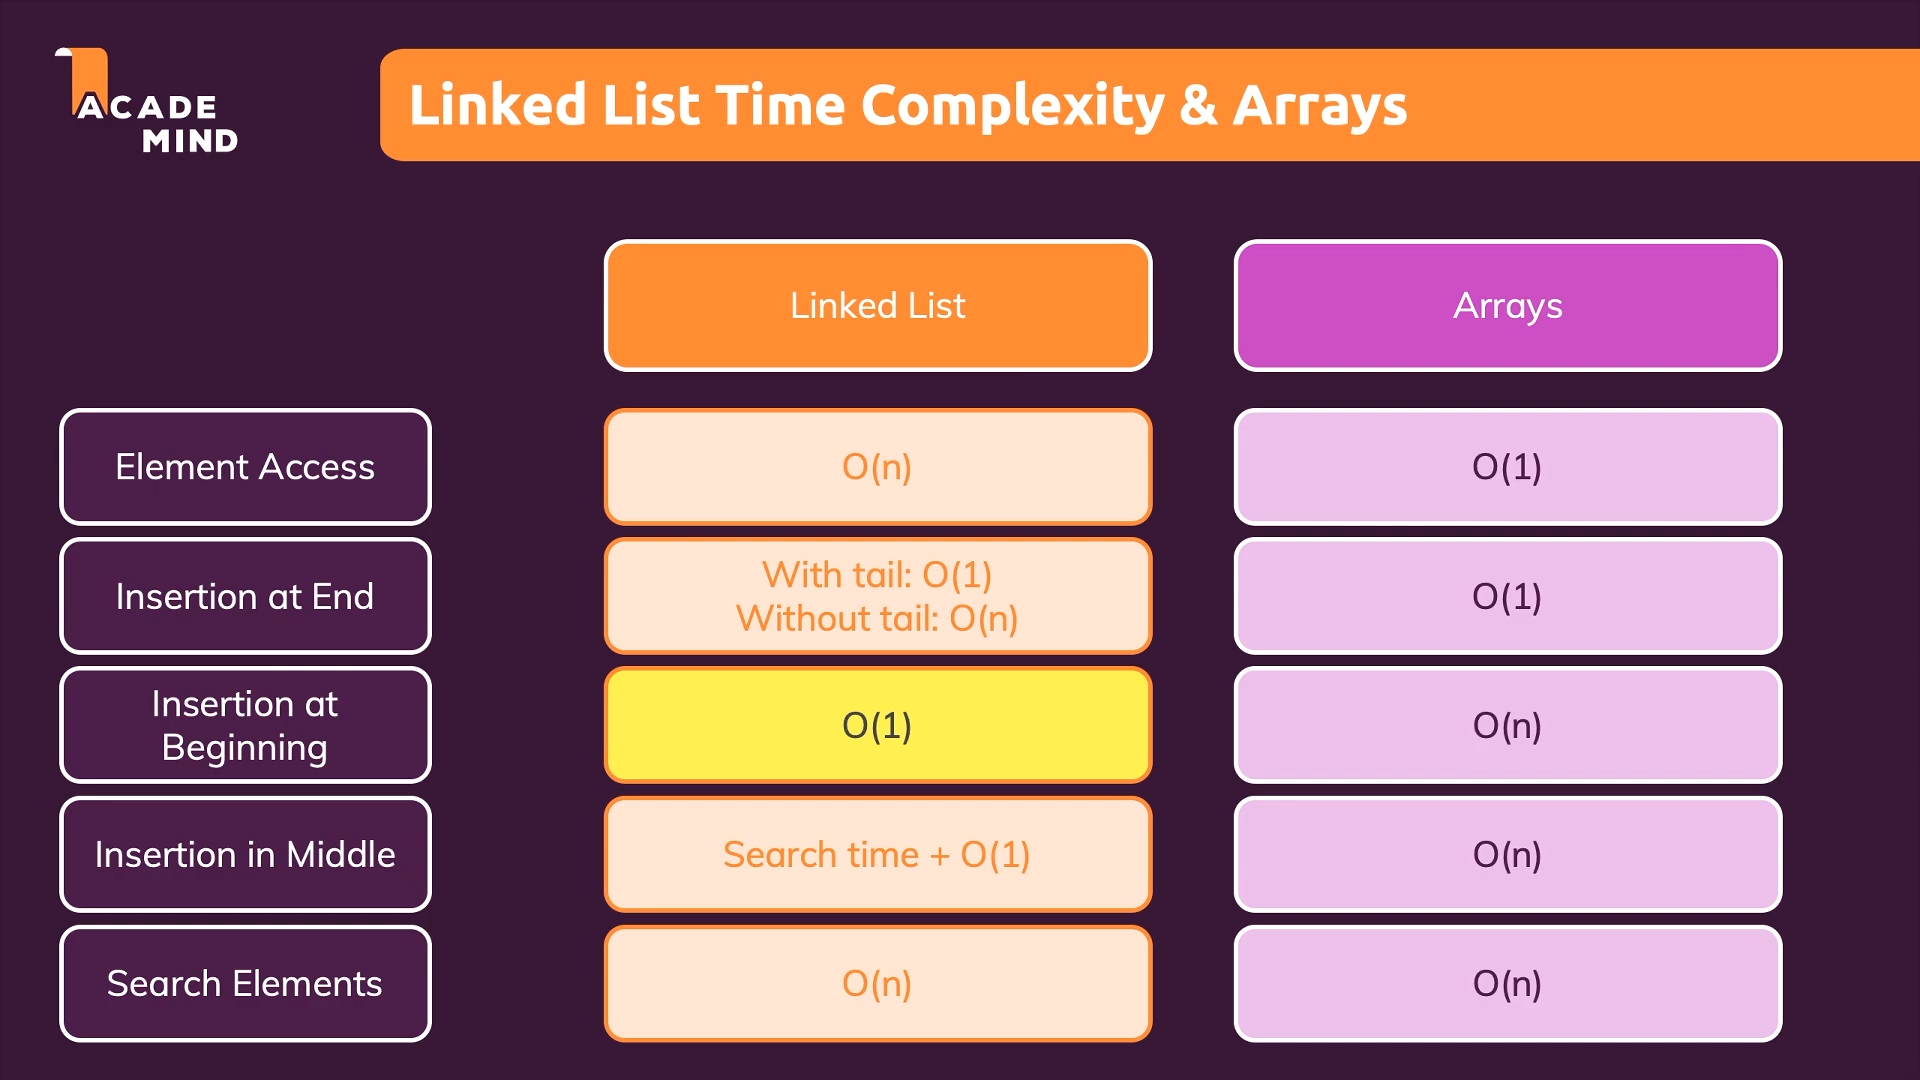 ACADE
MIND
Linked List Time Complexity & Arrays
Linked List
Arrays
Element Access
O(n)
O(1)
Insertion at End
With tail: O(1)
Without tail: O(n)
O(1)
Insertion at
Beginning
O(1)
O(n)
Insertion in Middle
Search time + O(1)
O(n)
Search Elements
O(n)
O(n)